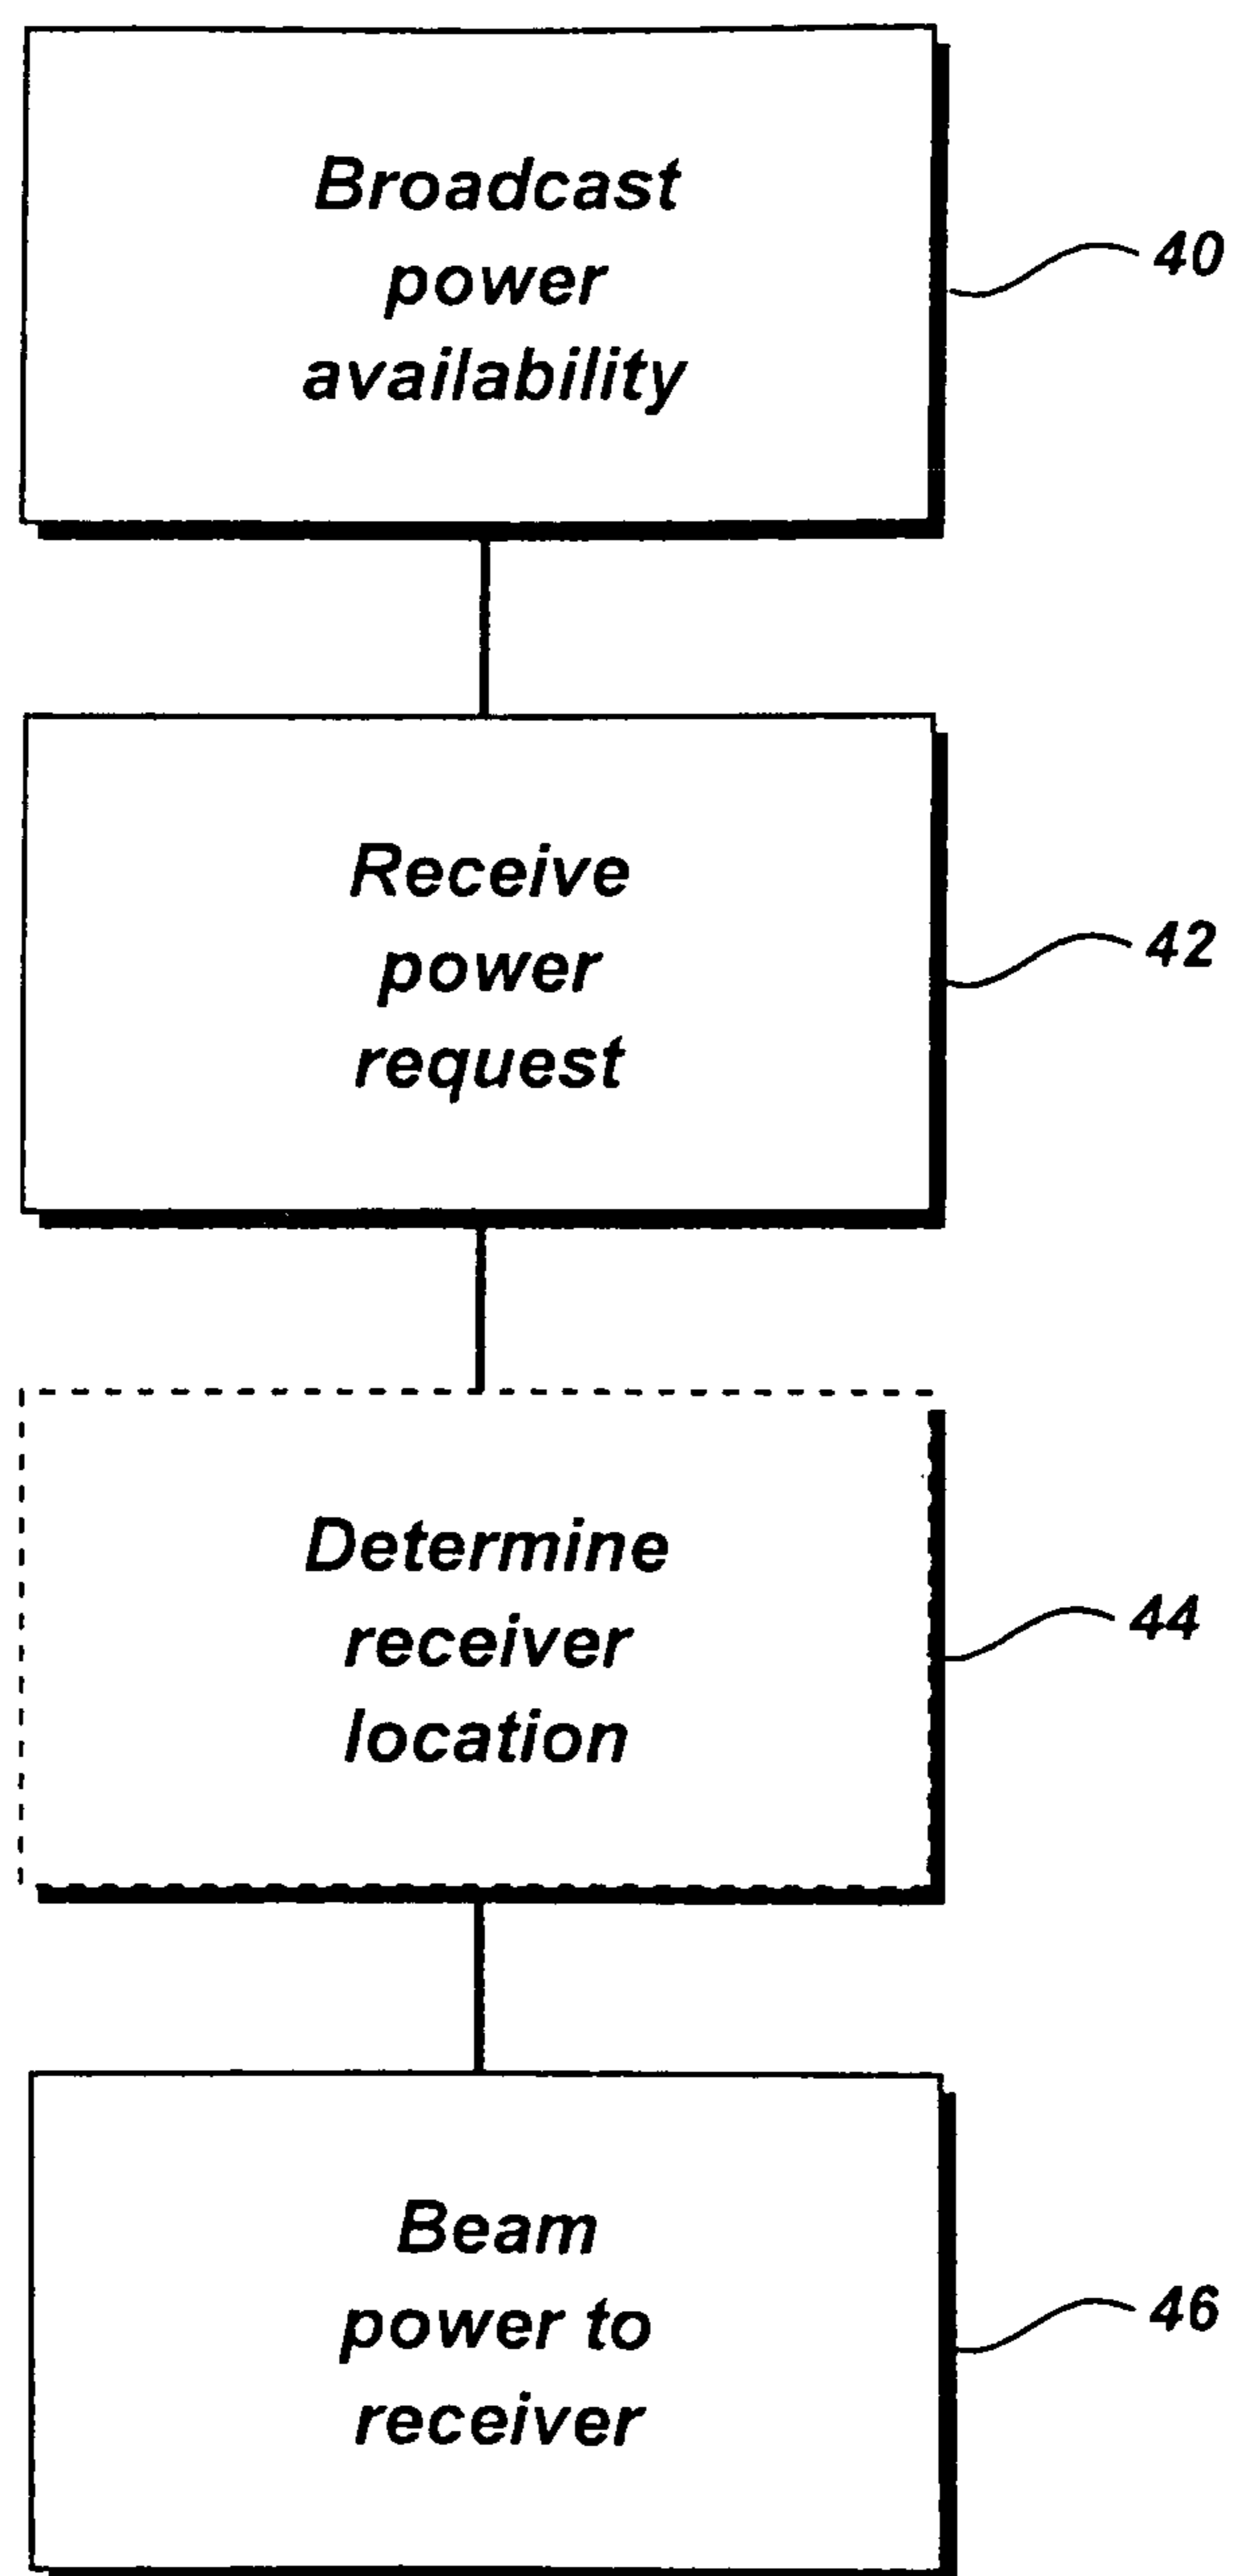 Broadcast
power
availability
40
Receive
power
request
42
Determine
receiver
location
44
Beam
power to
receiver
46